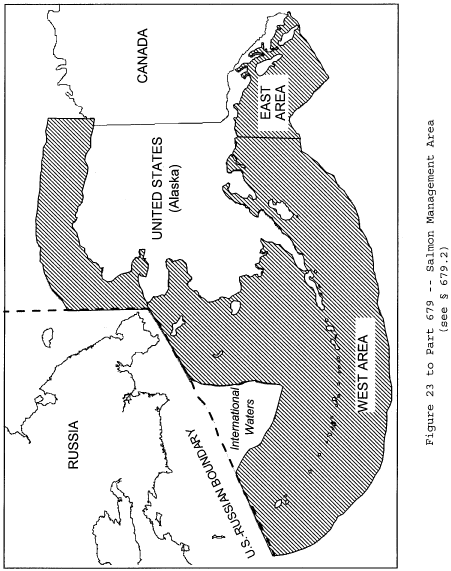 CANADA
UNITED STATES
(Alaska)
EAST
AREA
RUSSIA
International
Waters
U.S.-RUSSIAN BOUNDARY
WEST AREA
Figure 23 to Part 679 -- Salmon Management Area
(see § 679.2)